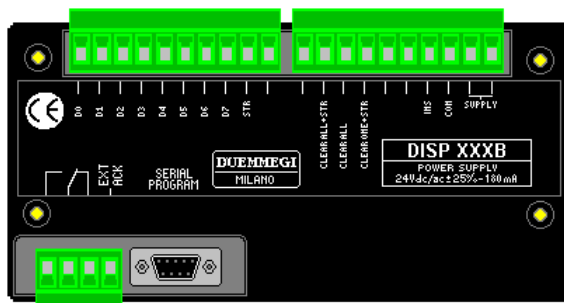 CE
D0
D1
D2
D3
D4
D5
D6
D7
STR
CLEARALL+STR
CLEARALL
CLEARONE+STR
INS
COM
SUPPLY
EXT
ACK
SERIAL
PROGRAM
DUEMMEGI
MILANO
DISP XXXB
POWER SUPPLY
24Vdc/ac±25%-180mA